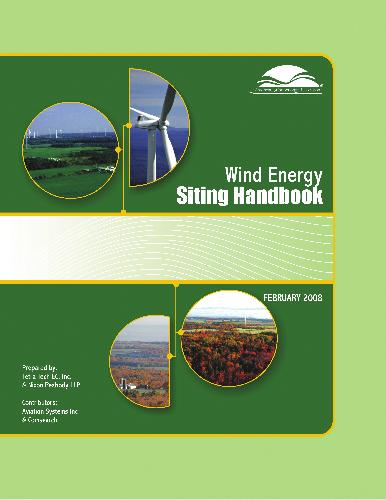 Wind Energy
Siting Handbook
FEBRUARY 2008
Prepared by:
Tetra Tech EC, Inc.
& Nixon Peabody LLP
Contributors:
Aviation Systems Inc
& Comsearch